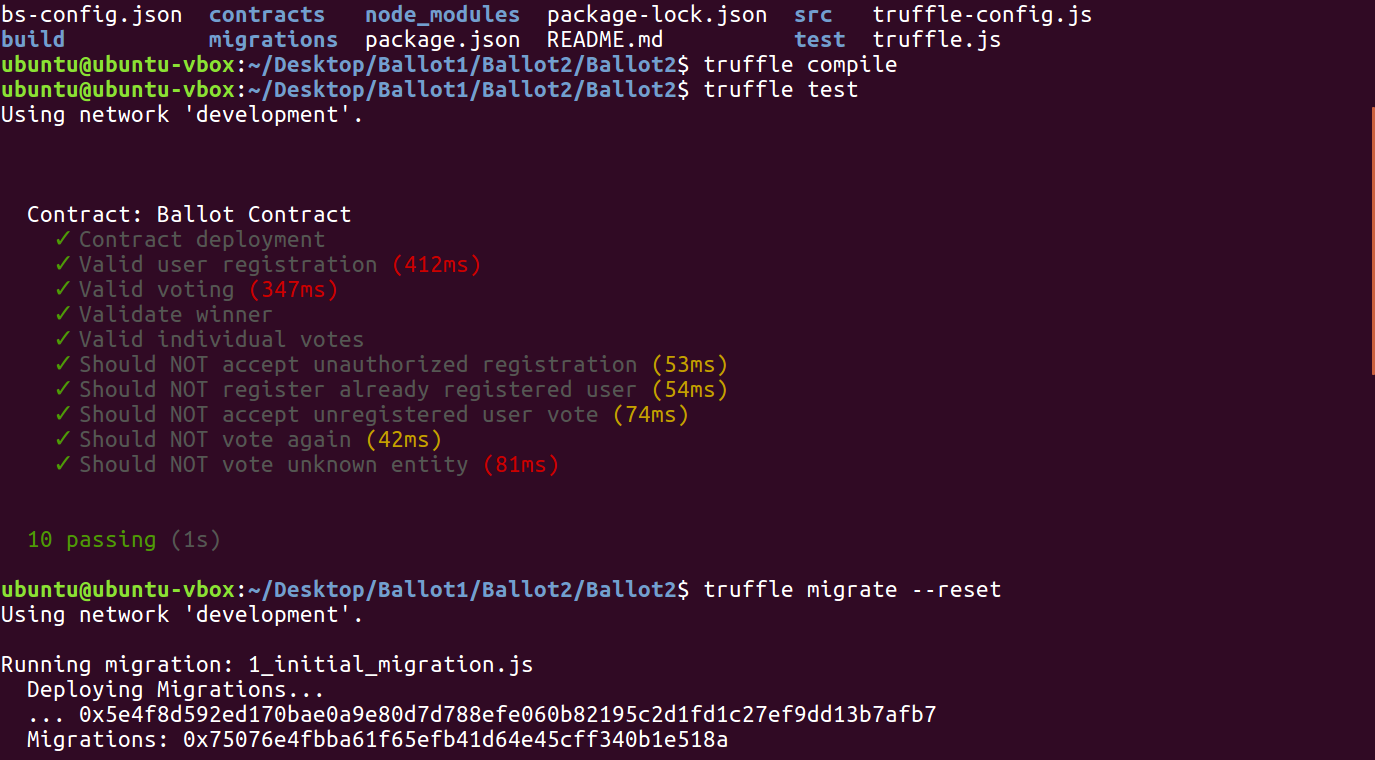 bs-config.json  contracts   node_modules  package-lock.json  src   truffle-config.js
build           migrations  package.json  README.md          test  truffle.js
ubuntu@ubuntu-vbox:~/Desktop/Ballot1/Ballot2/Ballot2$ truffle compile
ubuntu@ubuntu-vbox:~/Desktop/Ballot1/Ballot2/Ballot2$ truffle test
Using network 'development'.
Contract: Ballot Contract
✓ Contract deployment
✓ Valid user registration (412ms)
✓ Valid voting (347ms)
✓ Validate winner
✓ Valid individual votes
✓ Should NOT accept unauthorized registration (53ms)
✓ Should NOT register already registered user (54ms)
✓ Should NOT accept unregistered user vote (74ms)
✓ Should NOT vote again (42ms)
✓ Should NOT vote unknown entity (81ms)
10 passing (1s)
ubuntu@ubuntu-vbox:~/Desktop/Ballot1/Ballot2/Ballot2$ truffle migrate --reset
Using network 'development'.
Running migration: 1_initial_migration.js
Deploying Migrations...
... 0x5e4f8d592ed170bae0a9e80d7d788efe060b82195c2d1fd1c27ef9dd13b7afb7
Migrations: 0x75076e4fbba61f65efb41d64e45cff340b1e518a